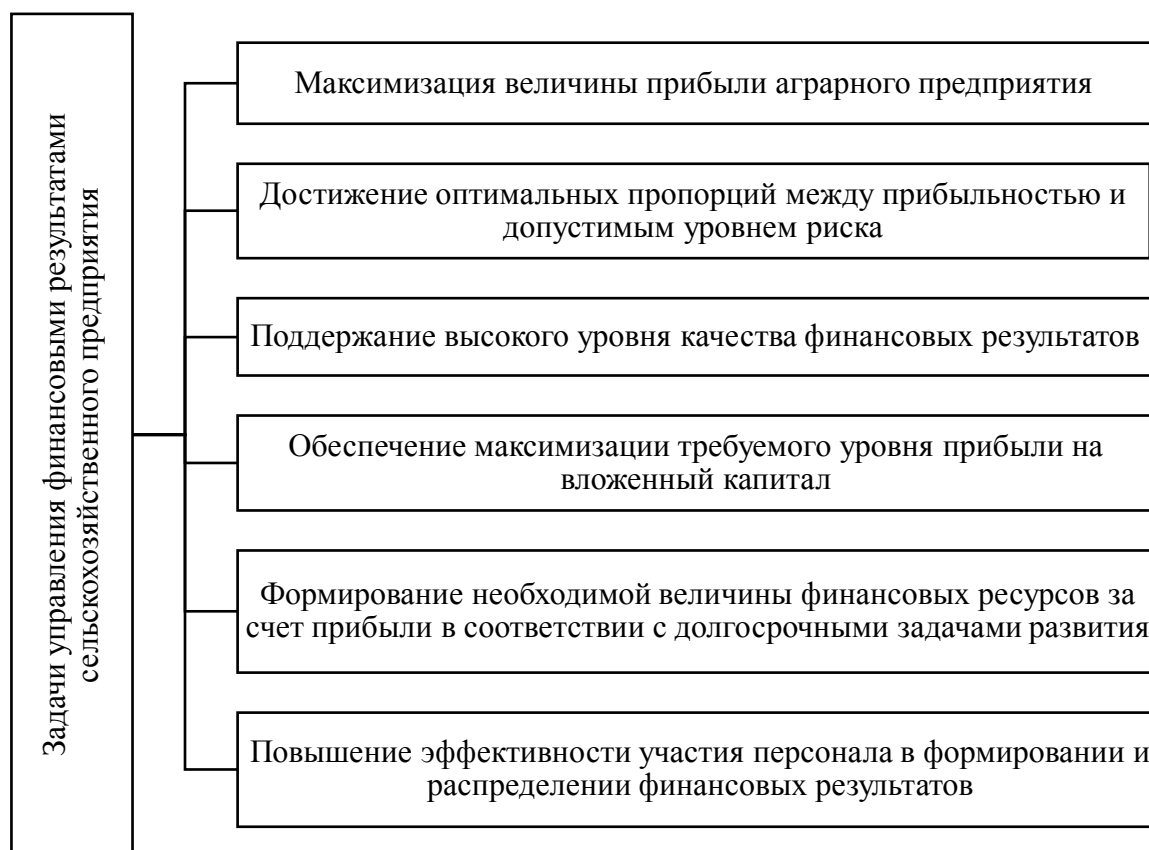 Задачи управления финансовыми результатами
сельскохозяйственного предприятия
Максимизация величины прибыли аграрного предприятия
Достижение оптимальных пропорций между прибыльностью и
допустимым уровнем риска
Поддержание высокого уровня качества финансовых результатов
Обеспечение максимизации требуемого уровня прибыли на
вложенный капитал
Формирование необходимой величины финансовых ресурсов за
счет прибыли в соответствии с долгосрочными задачами развития
Повышение эффективности участия персонала в формировании и
распределении финансовых результатов